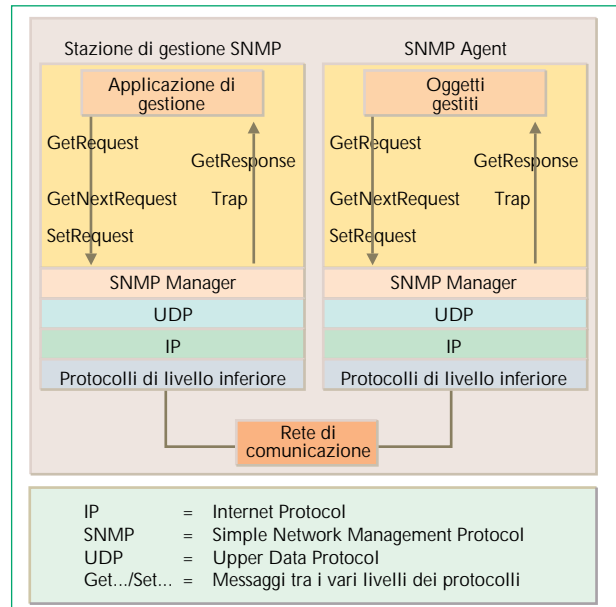 Stazione di gestione SNMP
Applicazione di
gestione
GetRequest
GetResponse
GetNextRequest
Trap
SetRequest
SNMP Manager
UDP
IP
Protocolli di livello inferiore
SNMP Agent
Oggetti
gestiti
GetRequest
GetResponse
GetNextRequest
Trap
SetRequest
SNMP Manager
UDP
IP
Protocolli di livello inferiore
Rete di
comunicazione
IP = Internet Protocol
SNMP = Simple Network Management Protocol
UDP = Upper Data Protocol
Get.../Set... = Messaggi tra i vari livelli dei protocolli